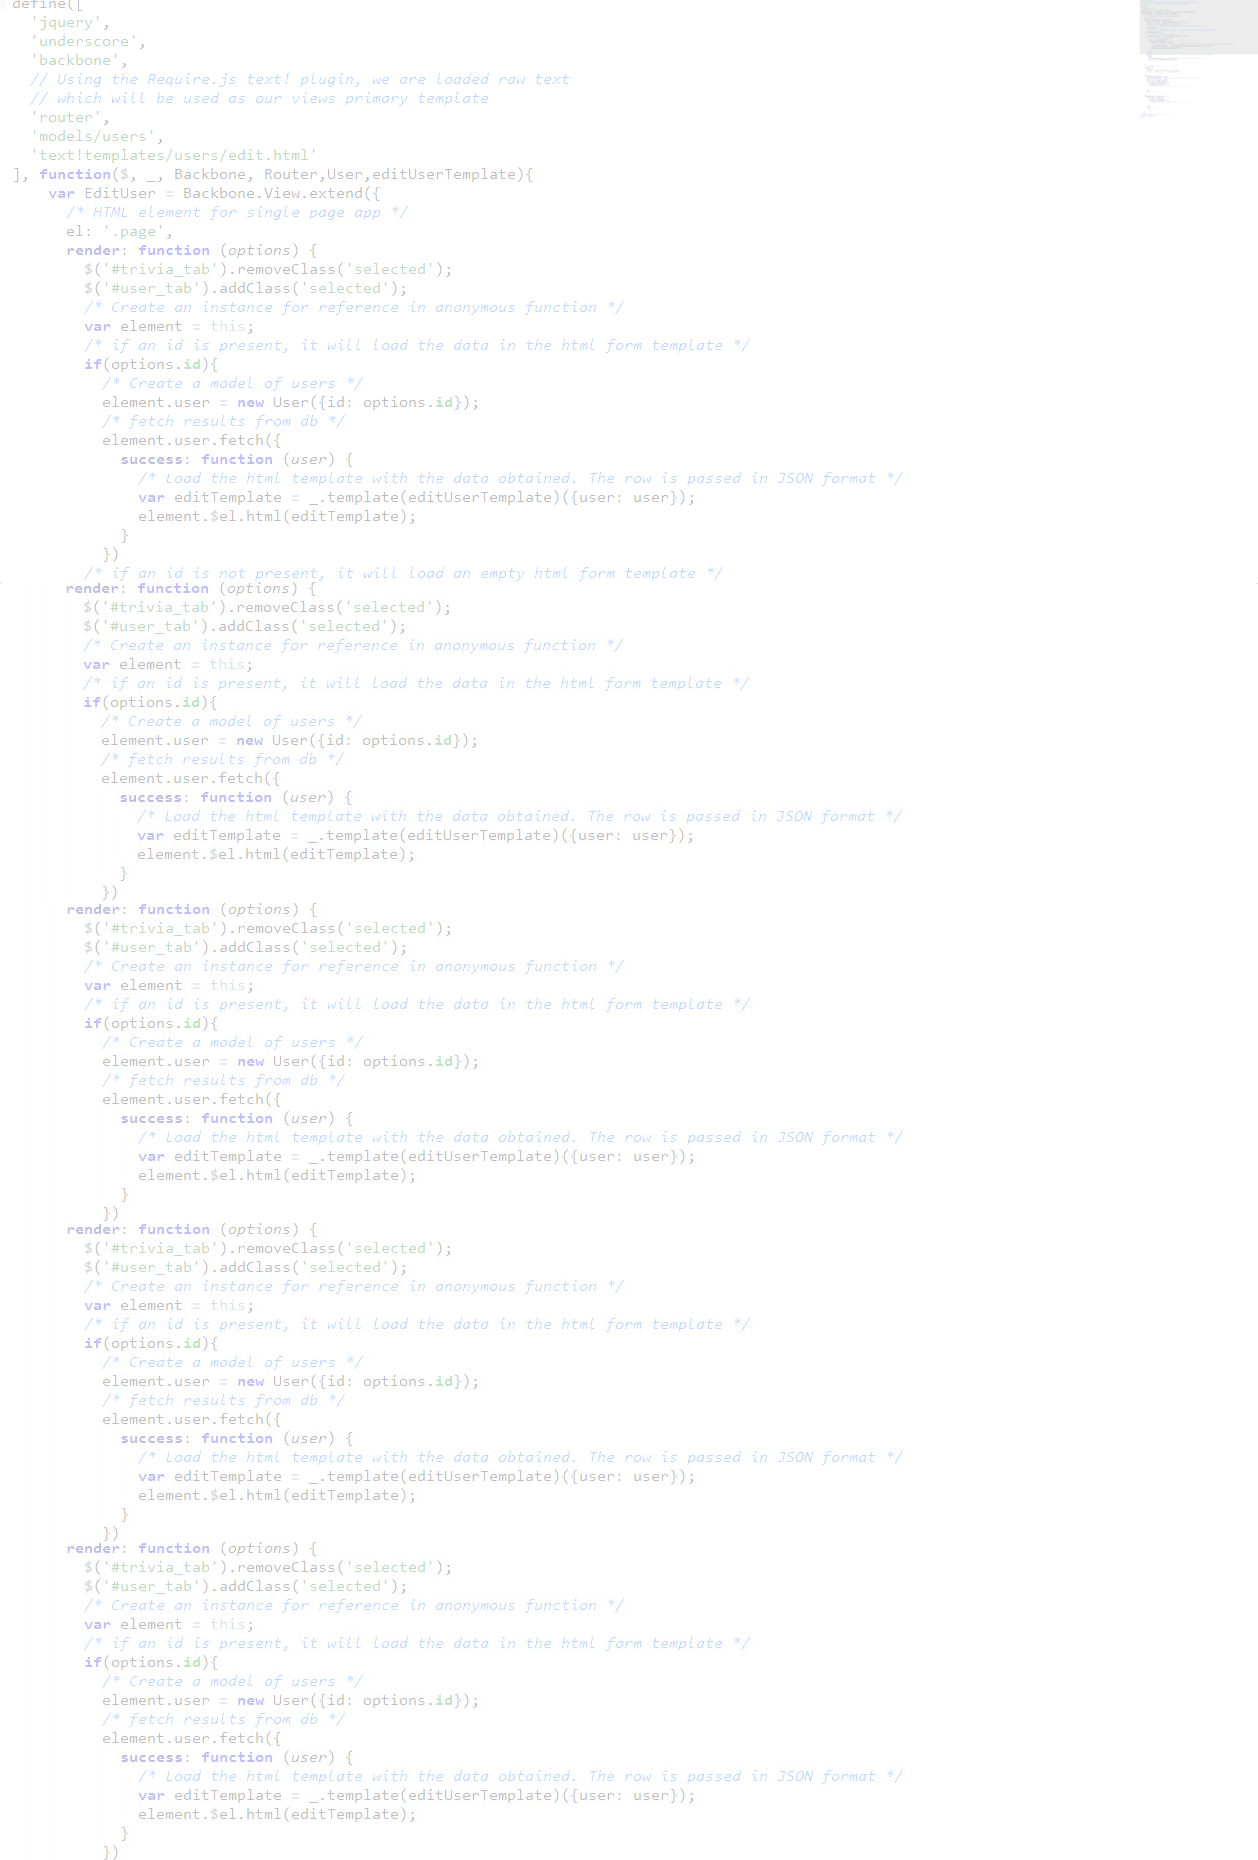 define([
  'jquery',
  'underscore',
  'backbone',
  // Using the Require.js text! plugin, we are loaded raw text
  // which will be used as our views primary template
  'router',
  'models/users',
  'text!templates/users/edit.html'
], function($, _, Backbone, Router,User,editUserTemplate){
    var EditUser = Backbone.View.extend({
      /* HTML element for single page app */
      el: '.page',
      render: function (options) {
        $('#trivia_tab').removeClass('selected');
        $('#user_tab').addClass('selected');
        /* Create an instance for reference in anonymous function */
        var element = this;
        /* if an id is present, it will load the data in the html form template */
        if(options.id){
          /* Create a model of users */
          element.user = new User({id: options.id});
          /* fetch results from db */
          element.user.fetch({
            success: function (user) {
              /* Load the html template with the data obtained. The row is passed in JSON format */
              var editTemplate = _.template(editUserTemplate)({user: user});
              element.$el.html(editTemplate);
            }
          })
        /* if an id is not present, it will load an empty html form template */
      render: function (options) {
        $('#trivia_tab').removeClass('selected');
        $('#user_tab').addClass('selected');
        /* Create an instance for reference in anonymous function */
        var element = this;
        /* if an id is present, it will load the data in the html form template */
        if(options.id){
          /* Create a model of users */
          element.user = new User({id: options.id});
          /* fetch results from db */
          element.user.fetch({
            success: function (user) {
              /* Load the html template with the data obtained. The row is passed in JSON format */
              var editTemplate = _.template(editUserTemplate)({user: user});
              element.$el.html(editTemplate);
            }
          })
      render: function (options) {
        $('#trivia_tab').removeClass('selected');
        $('#user_tab').addClass('selected');
        /* Create an instance for reference in anonymous function */
        var element = this;
        /* if an id is present, it will load the data in the html form template */
        if(options.id){
          /* Create a model of users */
          element.user = new User({id: options.id});
          /* fetch results from db */
          element.user.fetch({
            success: function (user) {
              /* Load the html template with the data obtained. The row is passed in JSON format */
              var editTemplate = _.template(editUserTemplate)({user: user});
              element.$el.html(editTemplate);
            }
          })
      render: function (options) {
        $('#trivia_tab').removeClass('selected');
        $('#user_tab').addClass('selected');
        /* Create an instance for reference in anonymous function */
        var element = this;
        /* if an id is present, it will load the data in the html form template */
        if(options.id){
          /* Create a model of users */
          element.user = new User({id: options.id});
          /* fetch results from db */
          element.user.fetch({
            success: function (user) {
              /* Load the html template with the data obtained. The row is passed in JSON format */
              var editTemplate = _.template(editUserTemplate)({user: user});
              element.$el.html(editTemplate);
            }
          })
      render: function (options) {
        $('#trivia_tab').removeClass('selected');
        $('#user_tab').addClass('selected');
        /* Create an instance for reference in anonymous function */
        var element = this;
        /* if an id is present, it will load the data in the html form template */
        if(options.id){
          /* Create a model of users */
          element.user = new User({id: options.id});
          /* fetch results from db */
          element.user.fetch({
            success: function (user) {
              /* Load the html template with the data obtained. The row is passed in JSON format */
              var editTemplate = _.template(editUserTemplate)({user: user});
              element.$el.html(editTemplate);
            }
          })